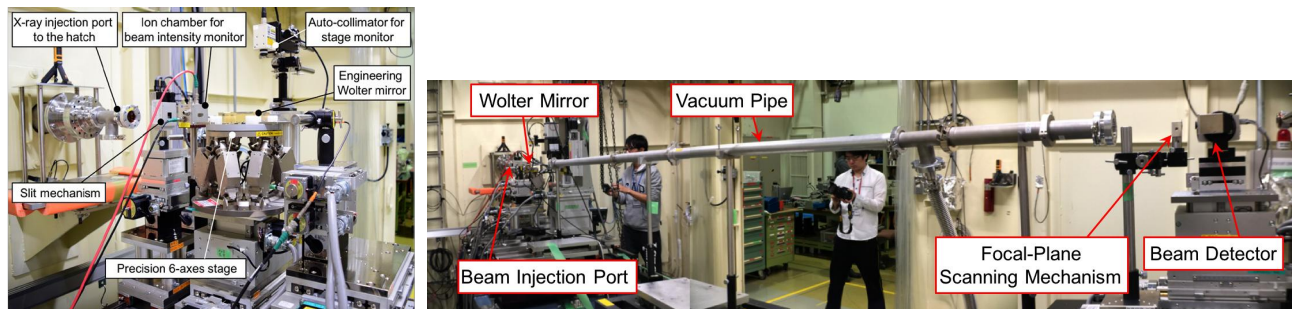 X-ray injection port
to the hatch
Ion chamber for
beam intensity monitor
Auto-collimator for
stage monitor
Engineering
Wolter mirror
Slit mechanism
Precision 6-axes stage
Wolter Mirror
Vacuum Pipe
Beam Injection Port
Focal-Plane
Scanning Mechanism
Beam Detector